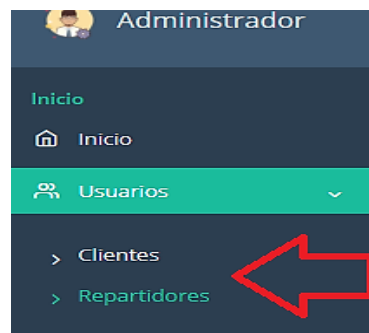 Administrador
Inicio
Inicio
Usuarios
Clientes
Repartidores